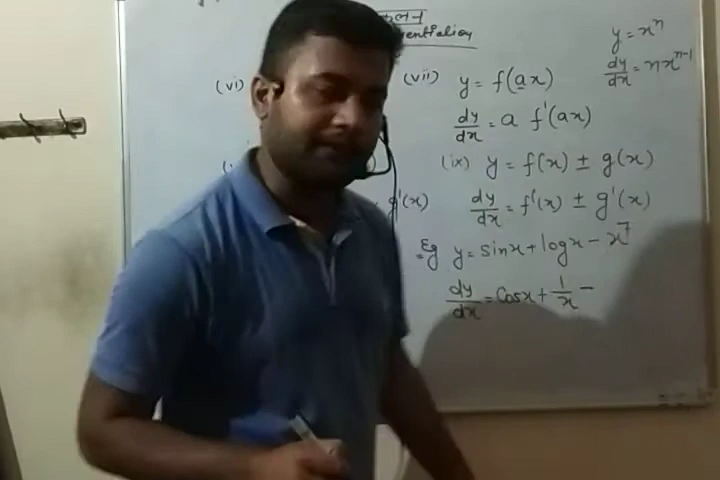 y = xⁿ
dy/dx = nxⁿ⁻¹
(vi)
(vii) y = f(ax)
dy/dx = a f'(ax)
(ix) y = f(x) ± g(x)
g'(x)
dy/dx = f'(x) ± g'(x)
Eg y = sinx + logx - x⁷
dy/dx = Cosx + 1/x -